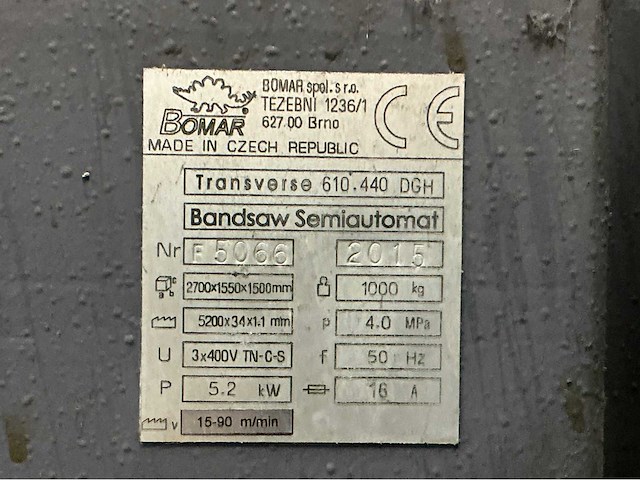 BOMAR
BOMAR spol. s r.o.
TEZEBNI 1236/1
627 00 Brno
CE
MADE IN CZECH REPUBLIC
Transverse 610.440 DGH
Bandsaw Semiautomat
Nr F 5066 2015
c a b 2700x1550x1500mm 1000 kg
5200x34x1.1 mm p 4.0 MPa
U 3x400V TN-C-S f 50 Hz
P 5.2 kW 16 A
v 15-90 m/min